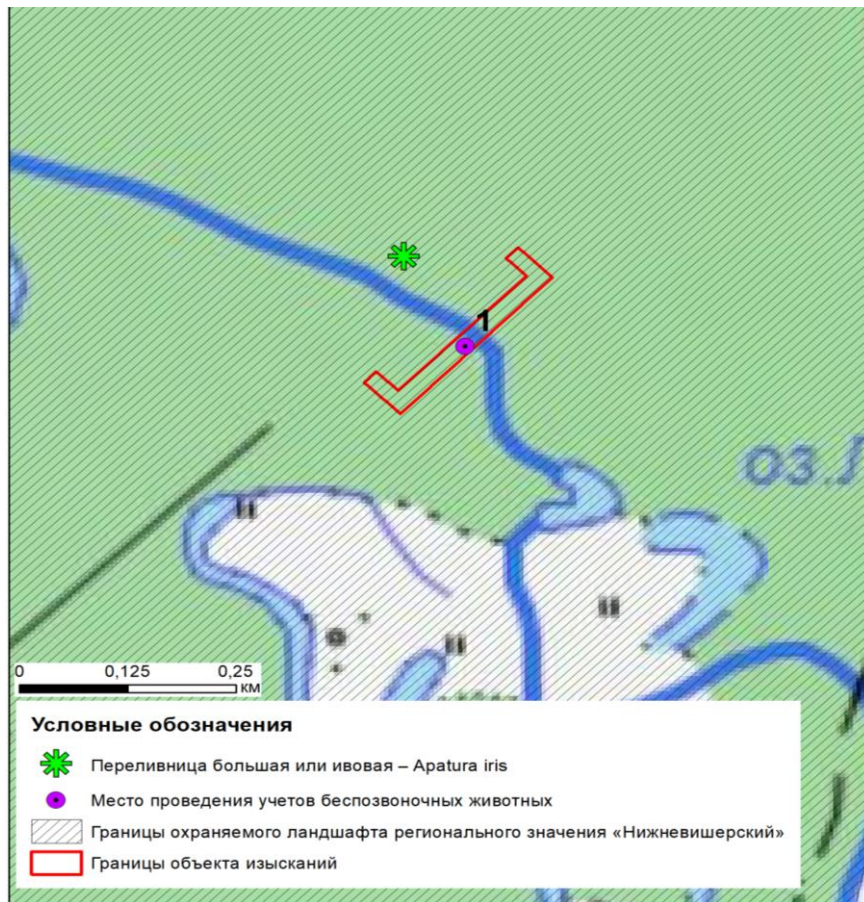 1
ОЗ.
0 0,125 0,25
км
Условные обозначения
Переливница большая или ивовая – Apatura iris
Место проведения учетов беспозвоночных животных
Границы охраняемого ландшафта регионального значения «Нижневишерский»
Границы объекта изысканий